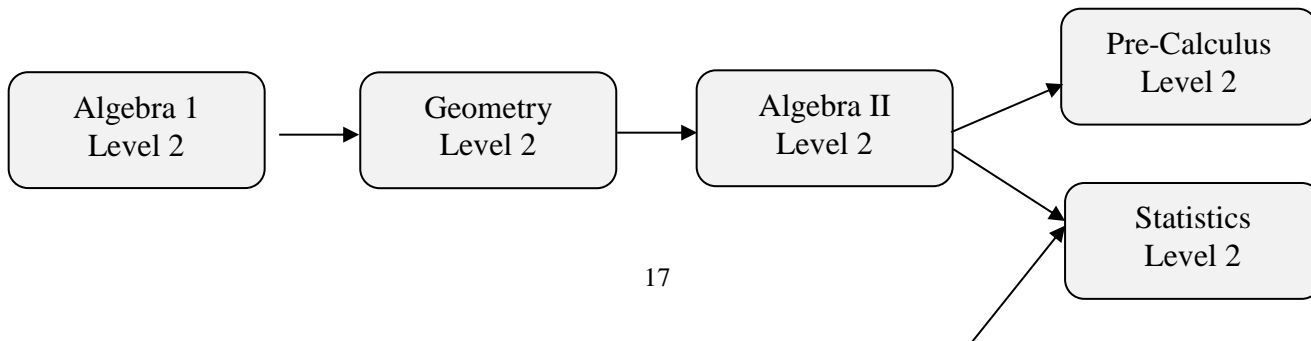 Algebra 1
Level 2
Geometry
Level 2
Algebra II
Level 2
Pre-Calculus
Level 2
Statistics
Level 2
17